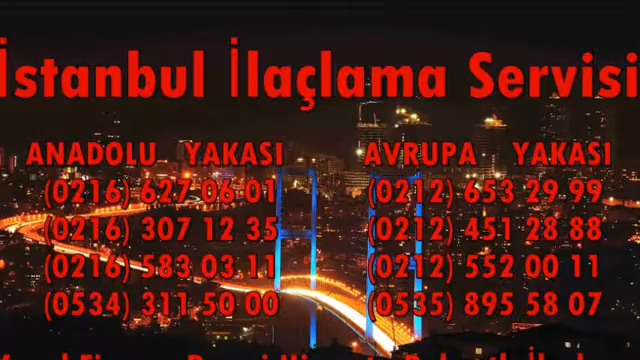 İstanbul İlaçlama Servisi
ANADOLU YAKASI AVRUPA YAKASI
(0216) 627 06 01 (0212) 653 29 99
(0216) 307 12 35 (0212) 451 28 88
(0216) 583 03 11 (0212) 552 00 11
(0534) 311 50 00 (0535) 895 58 07